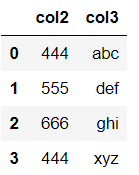 col2 col3
0 444 abc
1 555 def
2 666 ghi
3 444 xyz